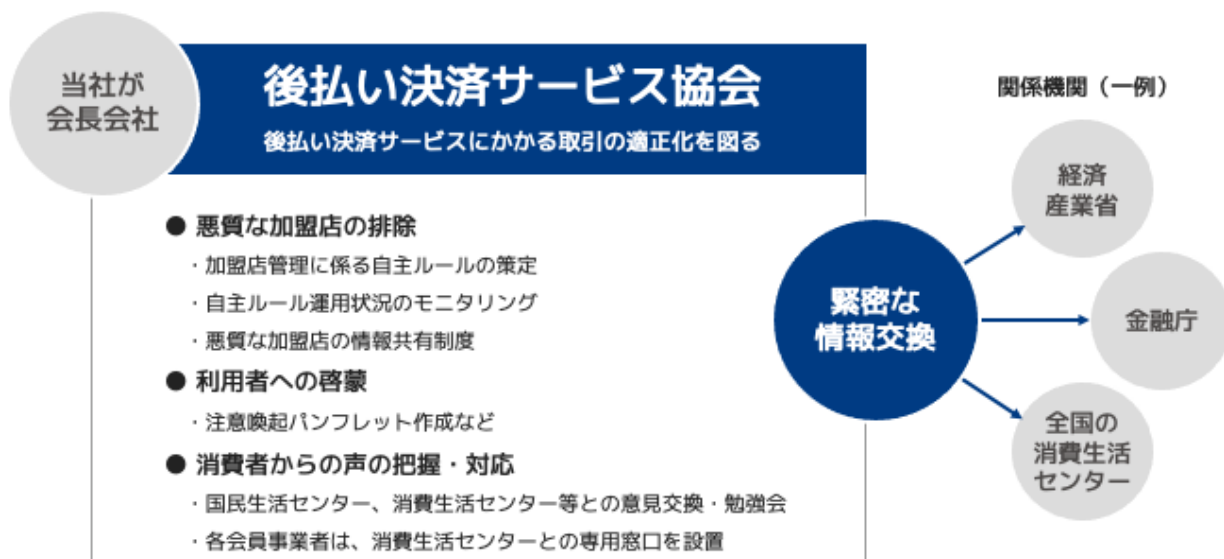 当社が
会長会社
後払い決済サービス協会
後払い決済サービスにかかる取引の適正化を図る
● 悪質な加盟店の排除
・加盟店管理に係る自主ルールの策定
・自主ルール運用状況のモニタリング
・悪質な加盟店の情報共有制度
● 利用者への啓蒙
・注意喚起パンフレット作成など
● 消費者からの声の把握・対応
・国民生活センター、消費生活センター等との意見交換・勉強会
・各会員事業者は、消費生活センターとの専用窓口を設置
緊密な
情報交換
関係機関（一例）
経済
産業省
金融庁
全国の
消費生活
センター